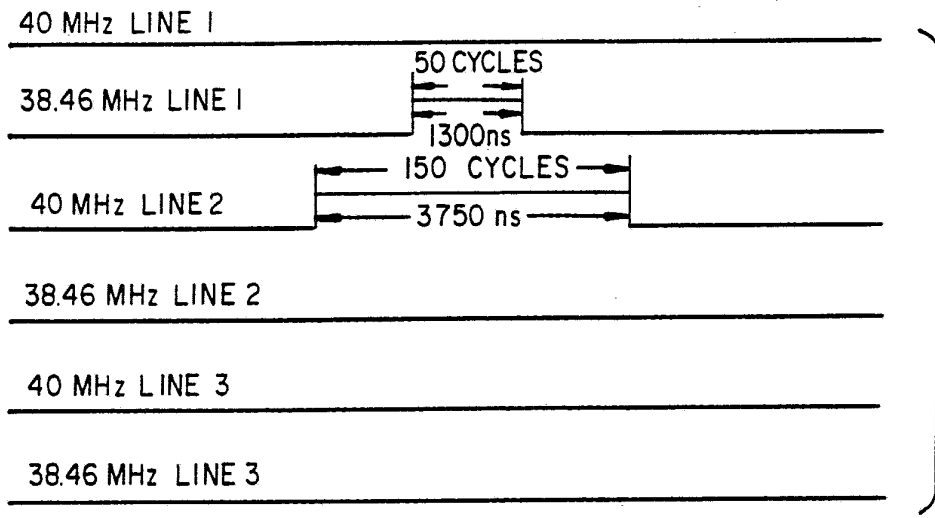 40 MHz LINE 1
50 CYCLES
38.46 MHz LINE 1
1300ns
150 CYCLES
40 MHz LINE 2
3750 ns
38.46 MHz LINE 2
40 MHz LINE 3
38.46 MHz LINE 3